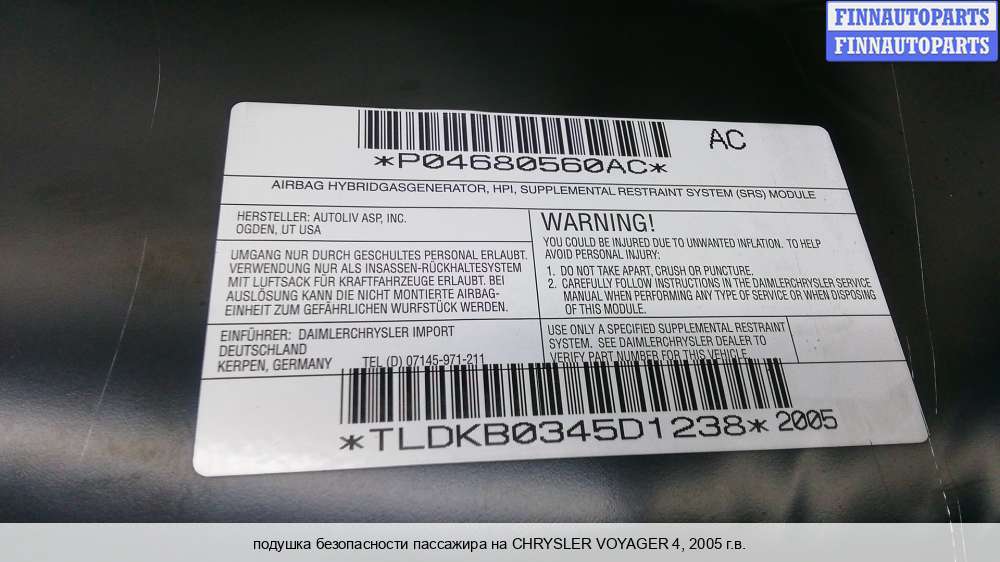 FINNAUTOPARTS
FINNAUTOPARTS
AC
*P04680560AC*
AIRBAG HYBRIDGASGENERATOR, HPI, SUPPLEMENTAL RESTRAINT SYSTEM (SRS) MODULE
HERSTELLER: AUTOLIV ASP, INC.
OGDEN, UT USA
UMGANG NUR DURCH GESCHULTES PERSONAL ERLAUBT.
VERWENDUNG NUR ALS INSASSEN-RÜCKHALTESYSTEM
MIT LUFTSACK FÜR KRAFTFAHRZEUGE ERLAUBT. BEI
AUSLÖSUNG KANN DIE NICHT MONTIERTE AIRBAG-
EINHEIT ZUM GEFÄHRLICHEN WURFSTÜCK WERDEN.
EINFÜHRER: DAIMLERCHRYSLER IMPORT
DEUTSCHLAND
KERPEN, GERMANY TEL (D) 07145-971-211
WARNING!
YOU COULD BE INJURED DUE TO UNWANTED INFLATION. TO HELP
AVOID PERSONAL INJURY:
1. DO NOT TAKE APART, CRUSH OR PUNCTURE.
2. CAREFULLY FOLLOW INSTRUCTIONS IN THE DAIMLERCHRYSLER SERVICE
MANUAL WHEN PERFORMING ANY TYPE OF SERVICE OR WHEN DISPOSING
OF THIS MODULE.
USE ONLY A SPECIFIED SUPPLEMENTAL RESTRAINT
SYSTEM. SEE DAIMLERCHRYSLER DEALER TO
VERIFY PART NUMBER FOR THIS VEHICLE.
*TLDKB0345D1238* 2005
подушка безопасности пассажира на CHRYSLER VOYAGER 4, 2005 г.в.